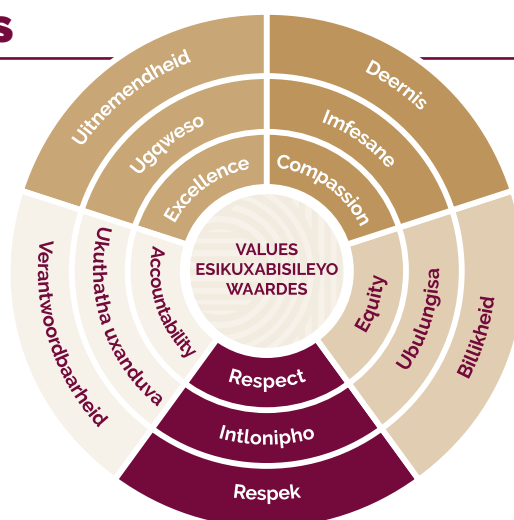 s
VALUES
ESIKUXABISILEYO
WAARDES
Excellence
Ugqweso
Uitnemendheid
Compassion
Imfesane
Deernis
Equity
Ubulungisa
Billikheid
Respect
Intlonipho
Respek
Accountability
Ukuthatha uxanduva
Verantwoordbaarheid